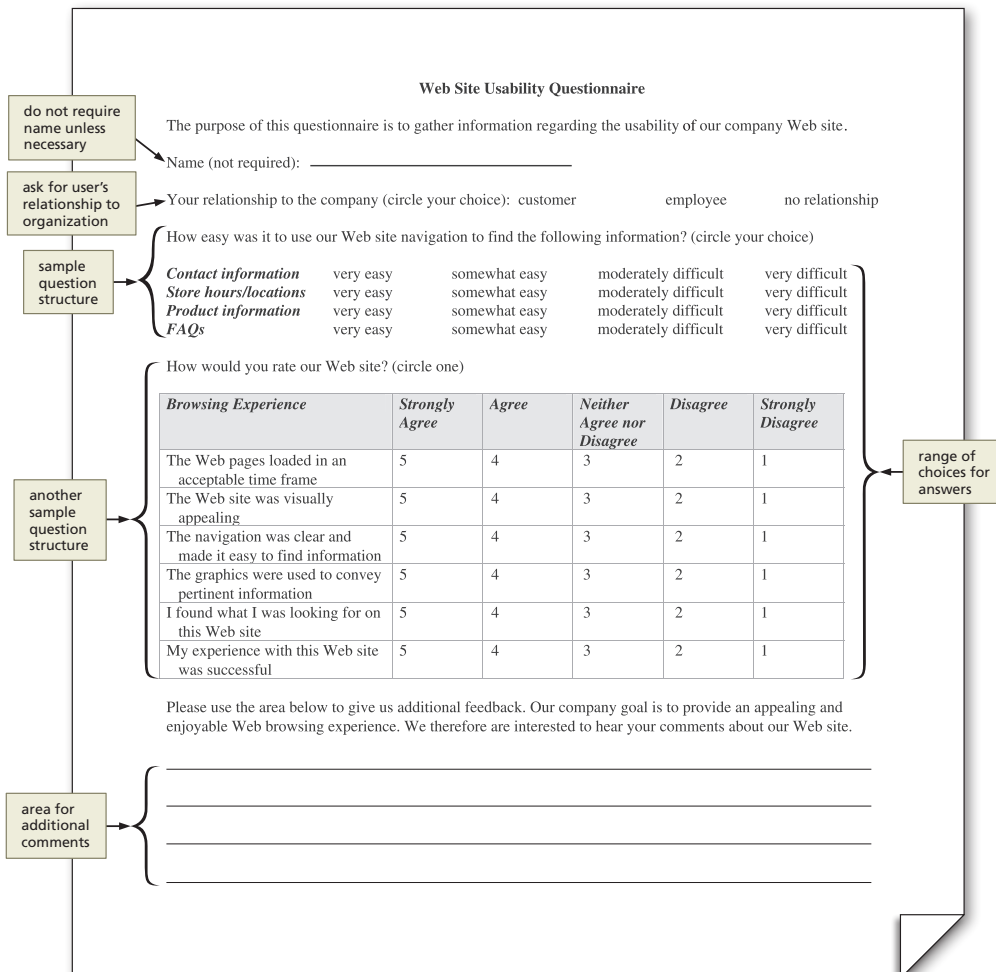 Web Site Usability Questionnaire
do not require
name unless
necessary
The purpose of this questionnaire is to gather information regarding the usability of our company Web site.
Name (not required):
ask for user's
relationship to
organization
Your relationship to the company (circle your choice): customer employee no relationship
sample
question
structure
How easy was it to use our Web site navigation to find the following information? (circle your choice)
Contact information very easy somewhat easy moderately difficult very difficult
Store hours/locations very easy somewhat easy moderately difficult very difficult
Product information very easy somewhat easy moderately difficult very difficult
FAQs very easy somewhat easy moderately difficult very difficult
How would you rate our Web site? (circle one)
Browsing Experience Strongly Agree Neither Disagree Strongly
Agree Agree nor Disagree
Disagree
The Web pages loaded in an 5 4 3 2 1
acceptable time frame
The Web site was visually 5 4 3 2 1
appealing
The navigation was clear and 5 4 3 2 1
made it easy to find information
The graphics were used to convey 5 4 3 2 1
pertinent information
I found what I was looking for on 5 4 3 2 1
this Web site
My experience with this Web site 5 4 3 2 1
was successful
range of
choices for
answers
another
sample
question
structure
Please use the area below to give us additional feedback. Our company goal is to provide an appealing and
enjoyable Web browsing experience. We therefore are interested to hear your comments about our Web site.
area for
additional
comments